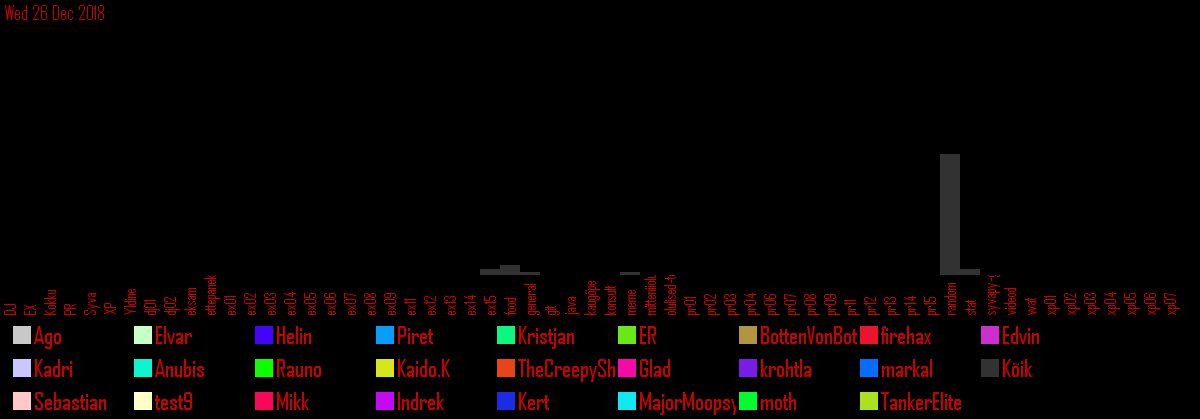 Wed 26 Dec 2018
DJ
EX
Kokku
PR
Syva
XP
Yldine
dj01
dj02
eksam
ettepanek
ex01
ex02
ex03
ex04
ex05
ex06
ex07
ex08
ex09
ex11
ex12
ex13
ex14
ex15
food
general
git
java
kaugõpe
konsult
meme
mitteniiol
olulised-h
pr01
pr02
pr03
pr04
pr06
pr07
pr08
pr09
pr11
pr12
pr13
pr14
pr15
random
stat
syvapy-t
videod
wat
xp01
xp02
xp03
xp04
xp05
xp06
xp07
Ago
Elvar
Helin
Piret
Kristjan
ER
BottenVonBot
firehax
Edvin
Kadri
Anubis
Rauno
Kaido.K
TheCreepySh
Glad
krohtla
markal
Kõik
Sebastian
test9
Mikk
Indrek
Kert
MajorMoopsy
moth
TankerElite